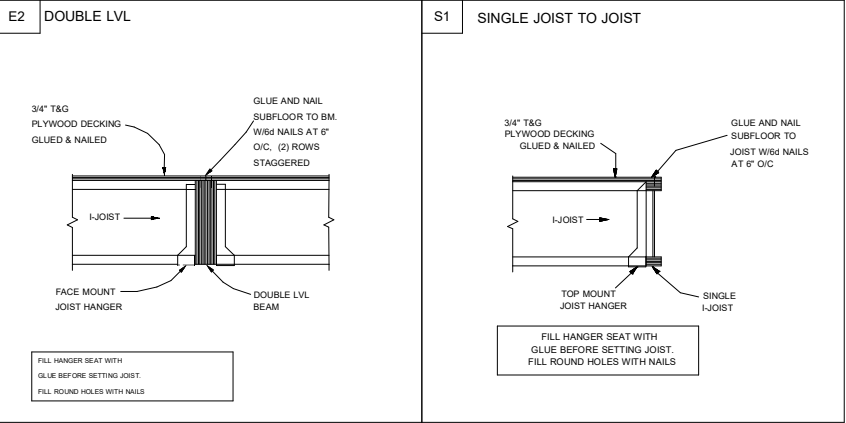 E2 DOUBLE LVL
3/4" T&G
PLYWOOD DECKING
GLUED & NAILED
GLUE AND NAIL
SUBFLOOR TO BM.
W/6d NAILS AT 6"
O/C, (2) ROWS
STAGGERED
I-JOIST
FACE MOUNT
JOIST HANGER
DOUBLE LVL
BEAM
FILL HANGER SEAT WITH
GLUE BEFORE SETTING JOIST.
FILL ROUND HOLES WITH NAILS
S1 SINGLE JOIST TO JOIST
3/4" T&G
PLYWOOD DECKING
GLUED & NAILED
GLUE AND NAIL
SUBFLOOR TO
JOIST W/6d NAILS
AT 6" O/C
I-JOIST
TOP MOUNT
JOIST HANGER
SINGLE
I-JOIST
FILL HANGER SEAT WITH
GLUE BEFORE SETTING JOIST.
FILL ROUND HOLES WITH NAILS